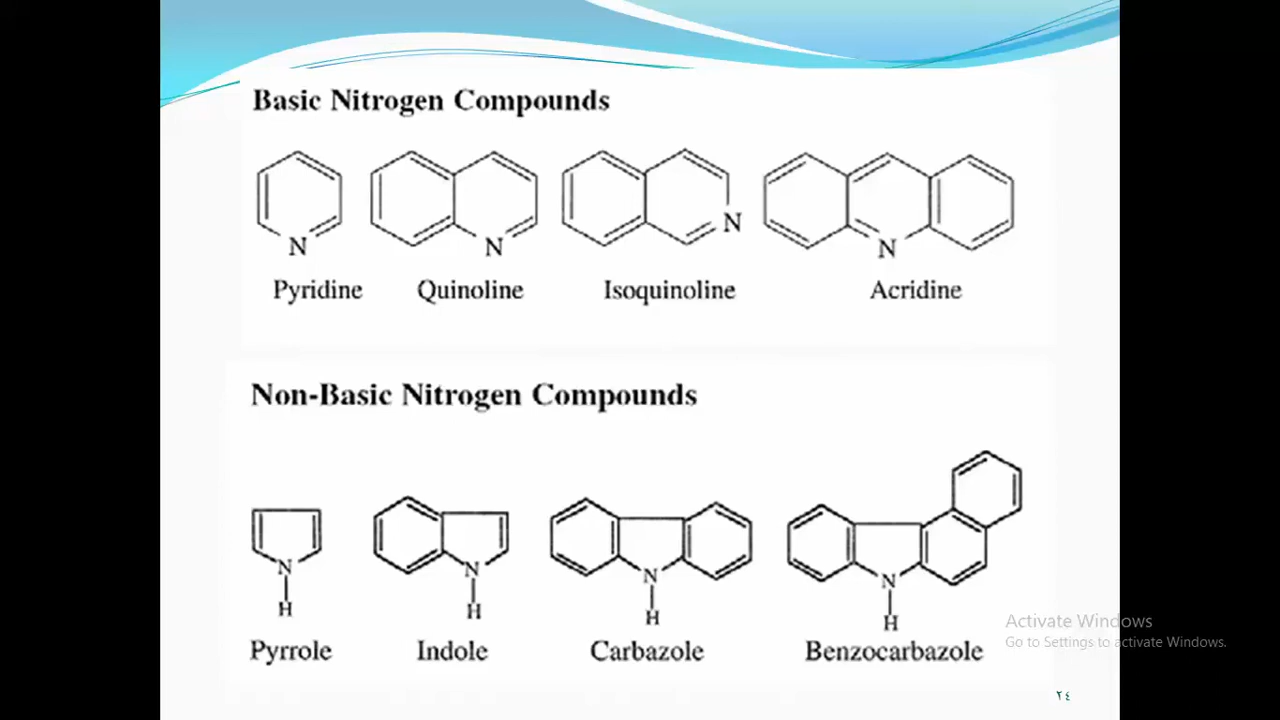 Basic Nitrogen Compounds
N
N
N
N
Pyridine
Quinoline
Isoquinoline
Acridine
Non-Basic Nitrogen Compounds
N
H
N
H
N
H
N
H
Pyrrole
Indole
Carbazole
Benzocarbazole
Activate Windows
Go to Settings to activate Windows.
٢٤